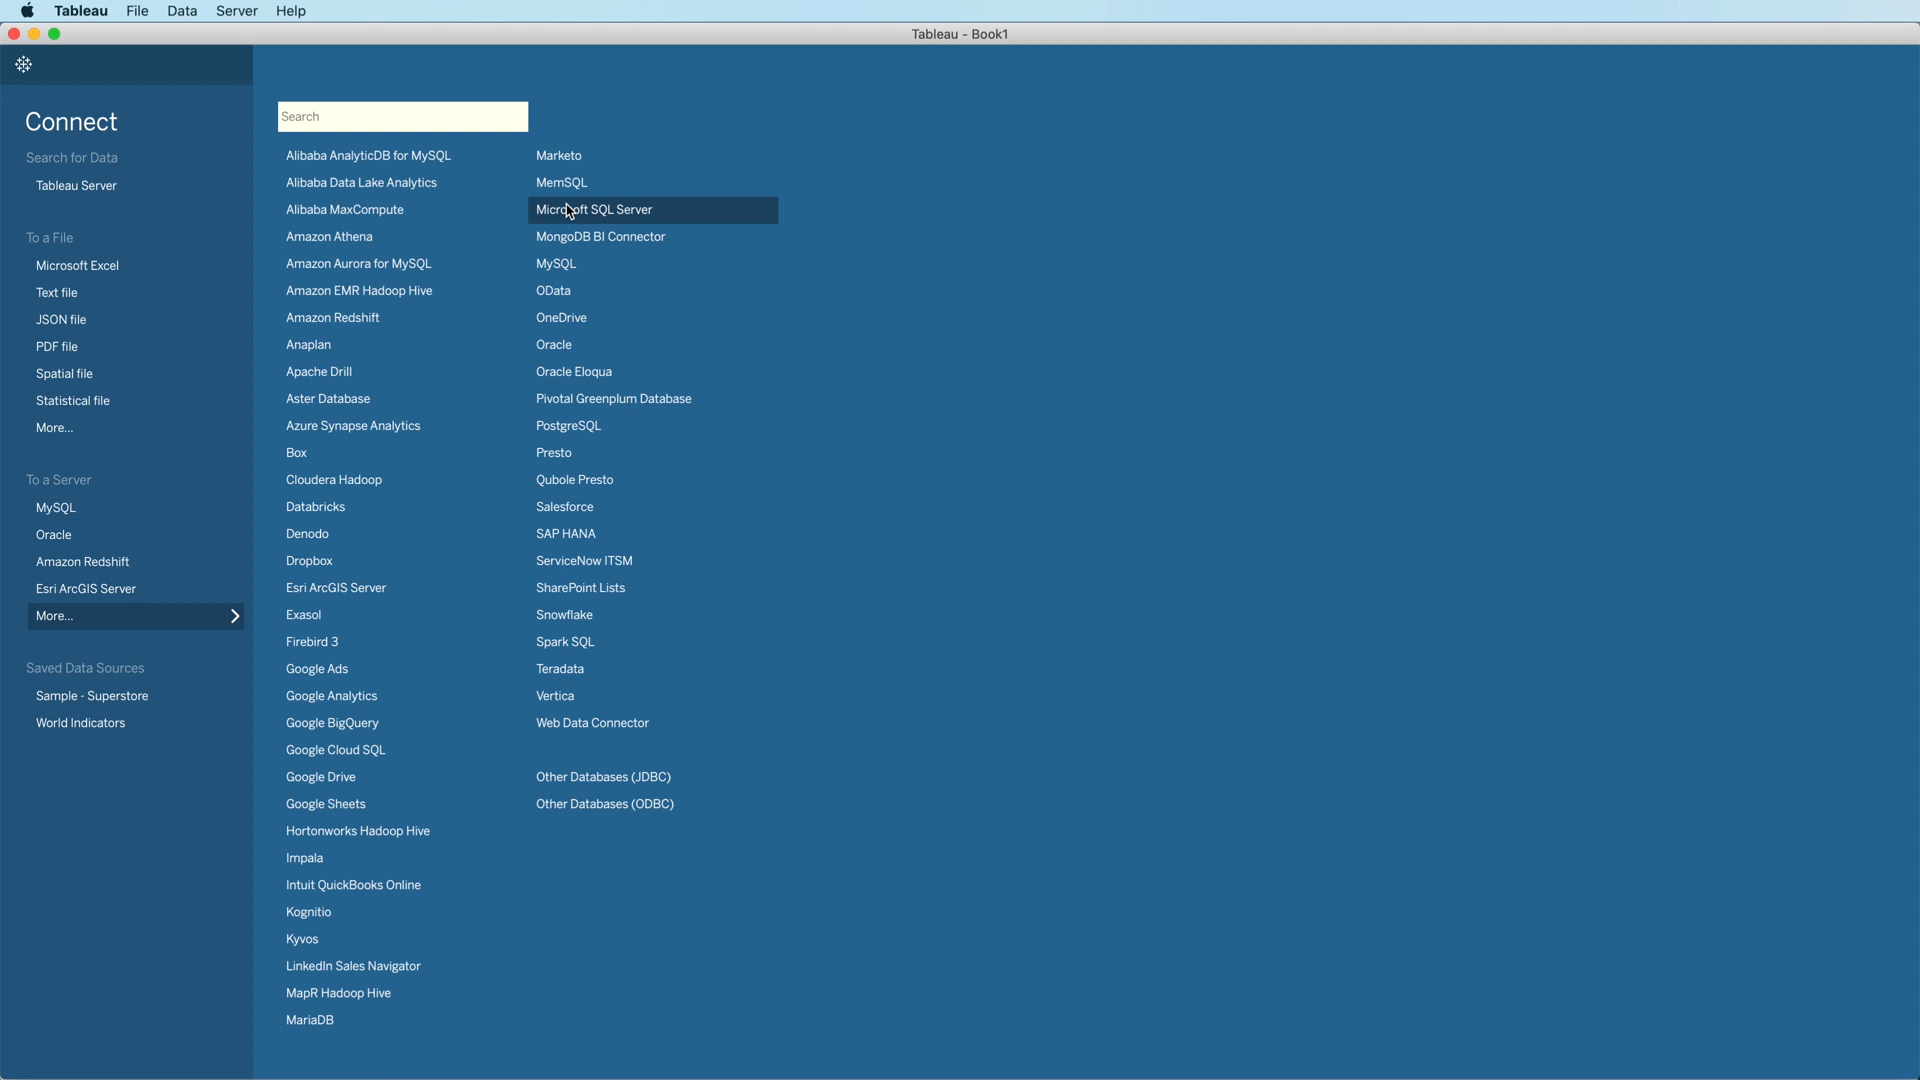 Tableau File Data Server Help
Tableau - Book1
Connect
Search for Data
Tableau Server
To a File
Microsoft Excel
Text file
JSON file
PDF file
Spatial file
Statistical file
More...
To a Server
MySQL
Oracle
Amazon Redshift
Esri ArcGIS Server
More...
Saved Data Sources
Sample - Superstore
World Indicators
Search
Alibaba AnalyticDB for MySQL
Alibaba Data Lake Analytics
Alibaba MaxCompute
Amazon Athena
Amazon Aurora for MySQL
Amazon EMR Hadoop Hive
Amazon Redshift
Anaplan
Apache Drill
Aster Database
Azure Synapse Analytics
Box
Cloudera Hadoop
Databricks
Denodo
Dropbox
Esri ArcGIS Server
Exasol
Firebird 3
Google Ads
Google Analytics
Google BigQuery
Google Cloud SQL
Google Drive
Google Sheets
Hortonworks Hadoop Hive
Impala
Intuit QuickBooks Online
Kognitio
Kyvos
LinkedIn Sales Navigator
MapR Hadoop Hive
MariaDB
Marketo
MemSQL
Microsoft SQL Server
MongoDB BI Connector
MySQL
OData
OneDrive
Oracle
Oracle Eloqua
Pivotal Greenplum Database
PostgreSQL
Presto
Qubole Presto
Salesforce
SAP HANA
ServiceNow ITSM
SharePoint Lists
Snowflake
Spark SQL
Teradata
Vertica
Web Data Connector
Other Databases (JDBC)
Other Databases (ODBC)